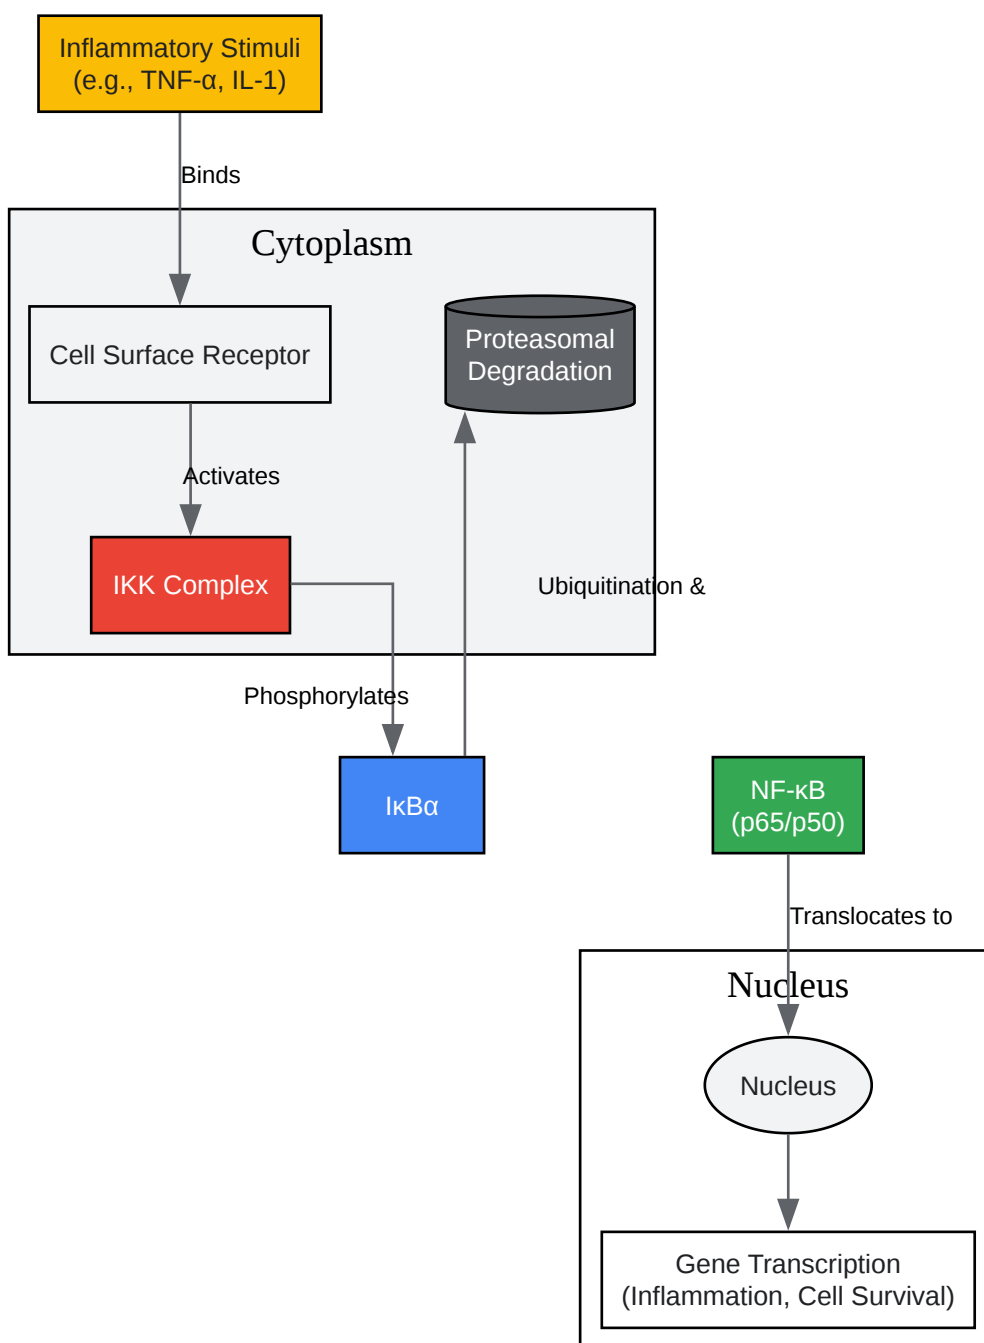 Inflammatory Stimuli
(e.g., TNF-α, IL-1)
Binds
Cytoplasm
Cell Surface Receptor
Proteasomal
Degradation
Activates
IKK Complex
Ubiquitination &
Phosphorylates
IκBα
NF-κB
(p65/p50)
Translocates to
Nucleus
Nucleus
Gene Transcription
(Inflammation, Cell Survival)